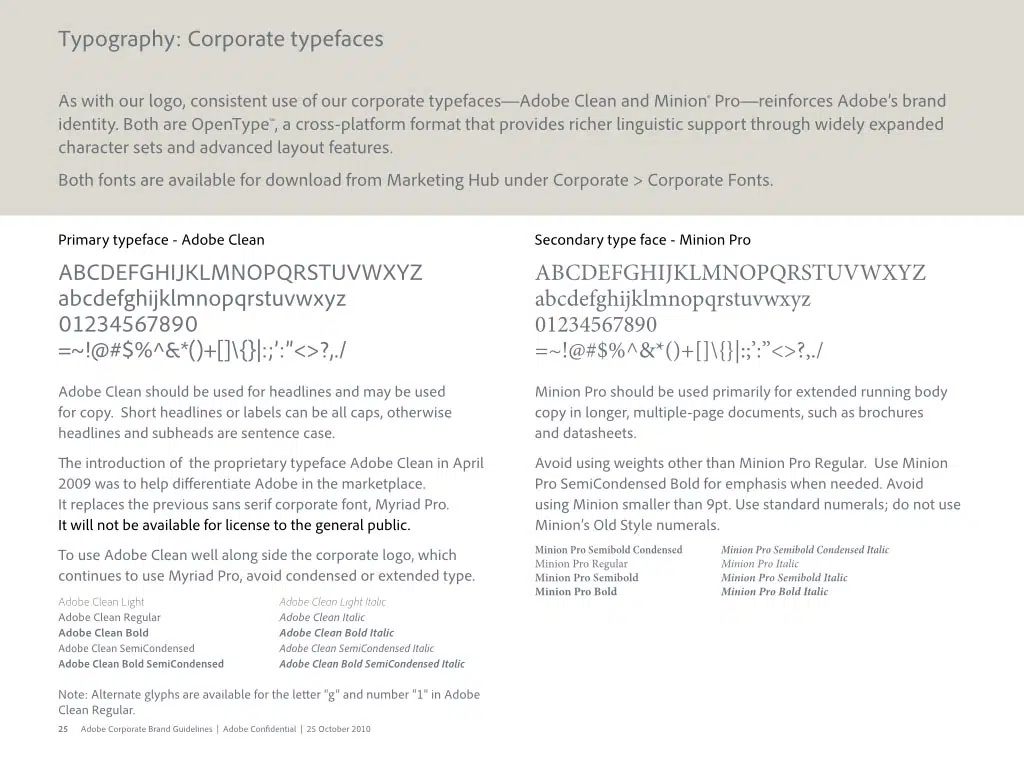 Typography: Corporate typefaces
As with our logo, consistent use of our corporate typefaces—Adobe Clean and Minion® Pro—reinforces Adobe's brand
identity. Both are OpenType™, a cross-platform format that provides richer linguistic support through widely expanded
character sets and advanced layout features.
Both fonts are available for download from Marketing Hub under Corporate > Corporate Fonts.
Primary typeface - Adobe Clean
ABCDEFGHIJKLMNOPQRSTUVWXYZ
abcdefghijklmnopqrstuvwxyz
01234567890
=~!@#$%^&*()+[]\{}|:;’:”<>?,./
Adobe Clean should be used for headlines and may be used
for copy.  Short headlines or labels can be all caps, otherwise
headlines and subheads are sentence case.
The introduction of  the proprietary typeface Adobe Clean in April
2009 was to help differentiate Adobe in the marketplace.
It replaces the previous sans serif corporate font, Myriad Pro.
It will not be available for license to the general public.
To use Adobe Clean well along side the corporate logo, which
continues to use Myriad Pro, avoid condensed or extended type.
Adobe Clean Light
Adobe Clean Light Italic
Adobe Clean Regular
Adobe Clean Italic
Adobe Clean Bold
Adobe Clean Bold Italic
Adobe Clean SemiCondensed
Adobe Clean SemiCondensed Italic
Adobe Clean Bold SemiCondensed
Adobe Clean Bold SemiCondensed Italic
Note: Alternate glyphs are available for the letter "g" and number "1" in Adobe
Clean Regular.
Secondary type face - Minion Pro
ABCDEFGHIJKLMNOPQRSTUVWXYZ
abcdefghijklmnopqrstuvwxyz
01234567890
=~!@#$%^&*()+[]\{}|:;’:”<>?,./
Minion Pro should be used primarily for extended running body
copy in longer, multiple-page documents, such as brochures
and datasheets.
Avoid using weights other than Minion Pro Regular.  Use Minion
Pro SemiCondensed Bold for emphasis when needed. Avoid
using Minion smaller than 9pt. Use standard numerals; do not use
Minion's Old Style numerals.
Minion Pro Semibold Condensed
Minion Pro Semibold Condensed Italic
Minion Pro Regular
Minion Pro Italic
Minion Pro Semibold
Minion Pro Semibold Italic
Minion Pro Bold
Minion Pro Bold Italic
25 Adobe Corporate Brand Guidelines | Adobe Confidential | 25 October 2010